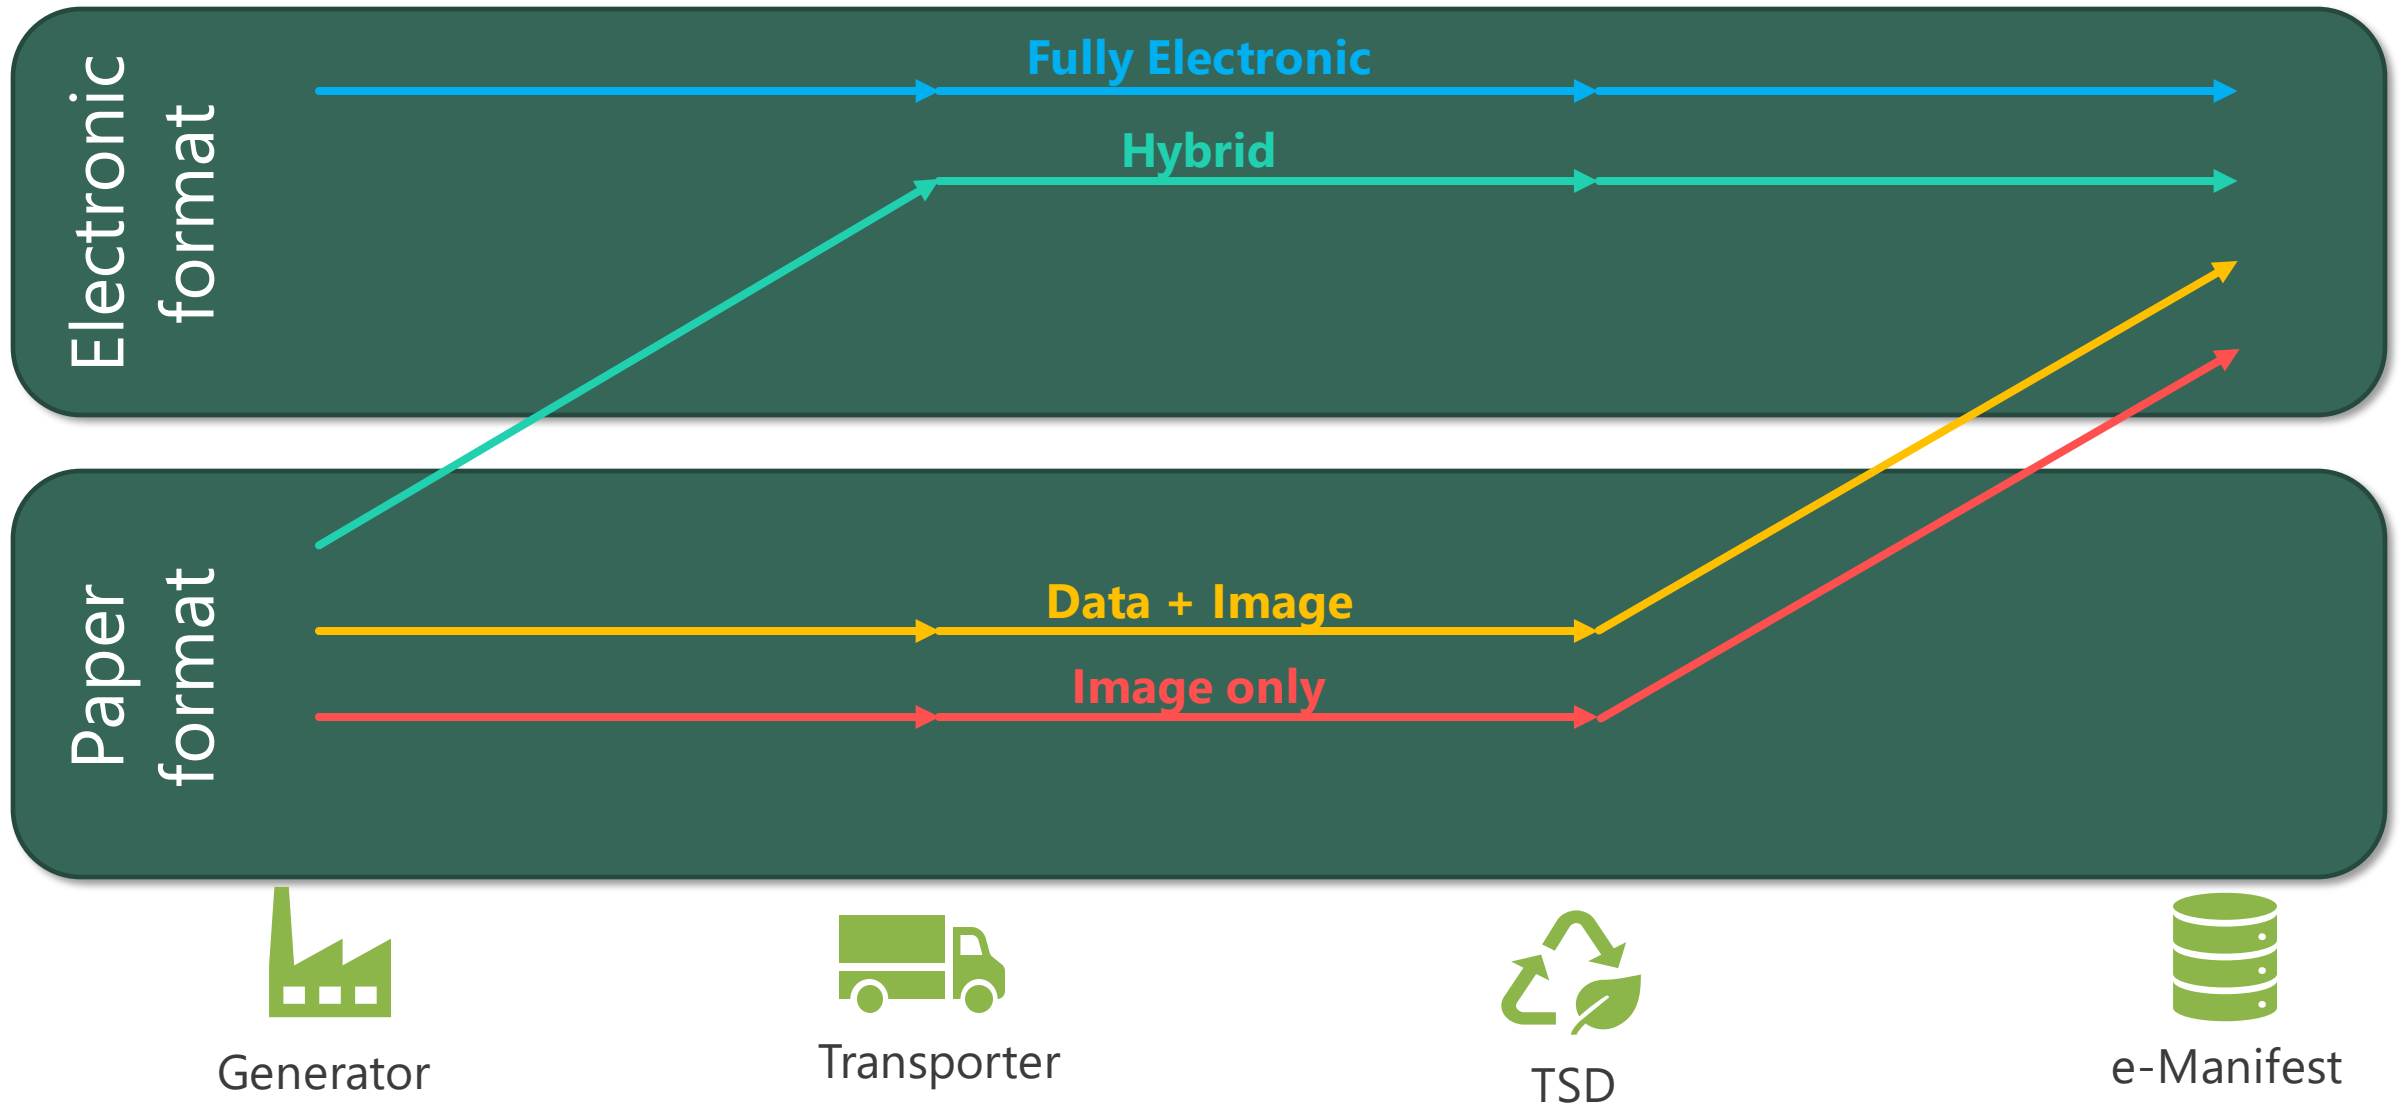 Electronic
format
Fully Electronic
Hybrid
Paper
format
Data + Image
Image only
Generator
Transporter
TSD
e-Manifest